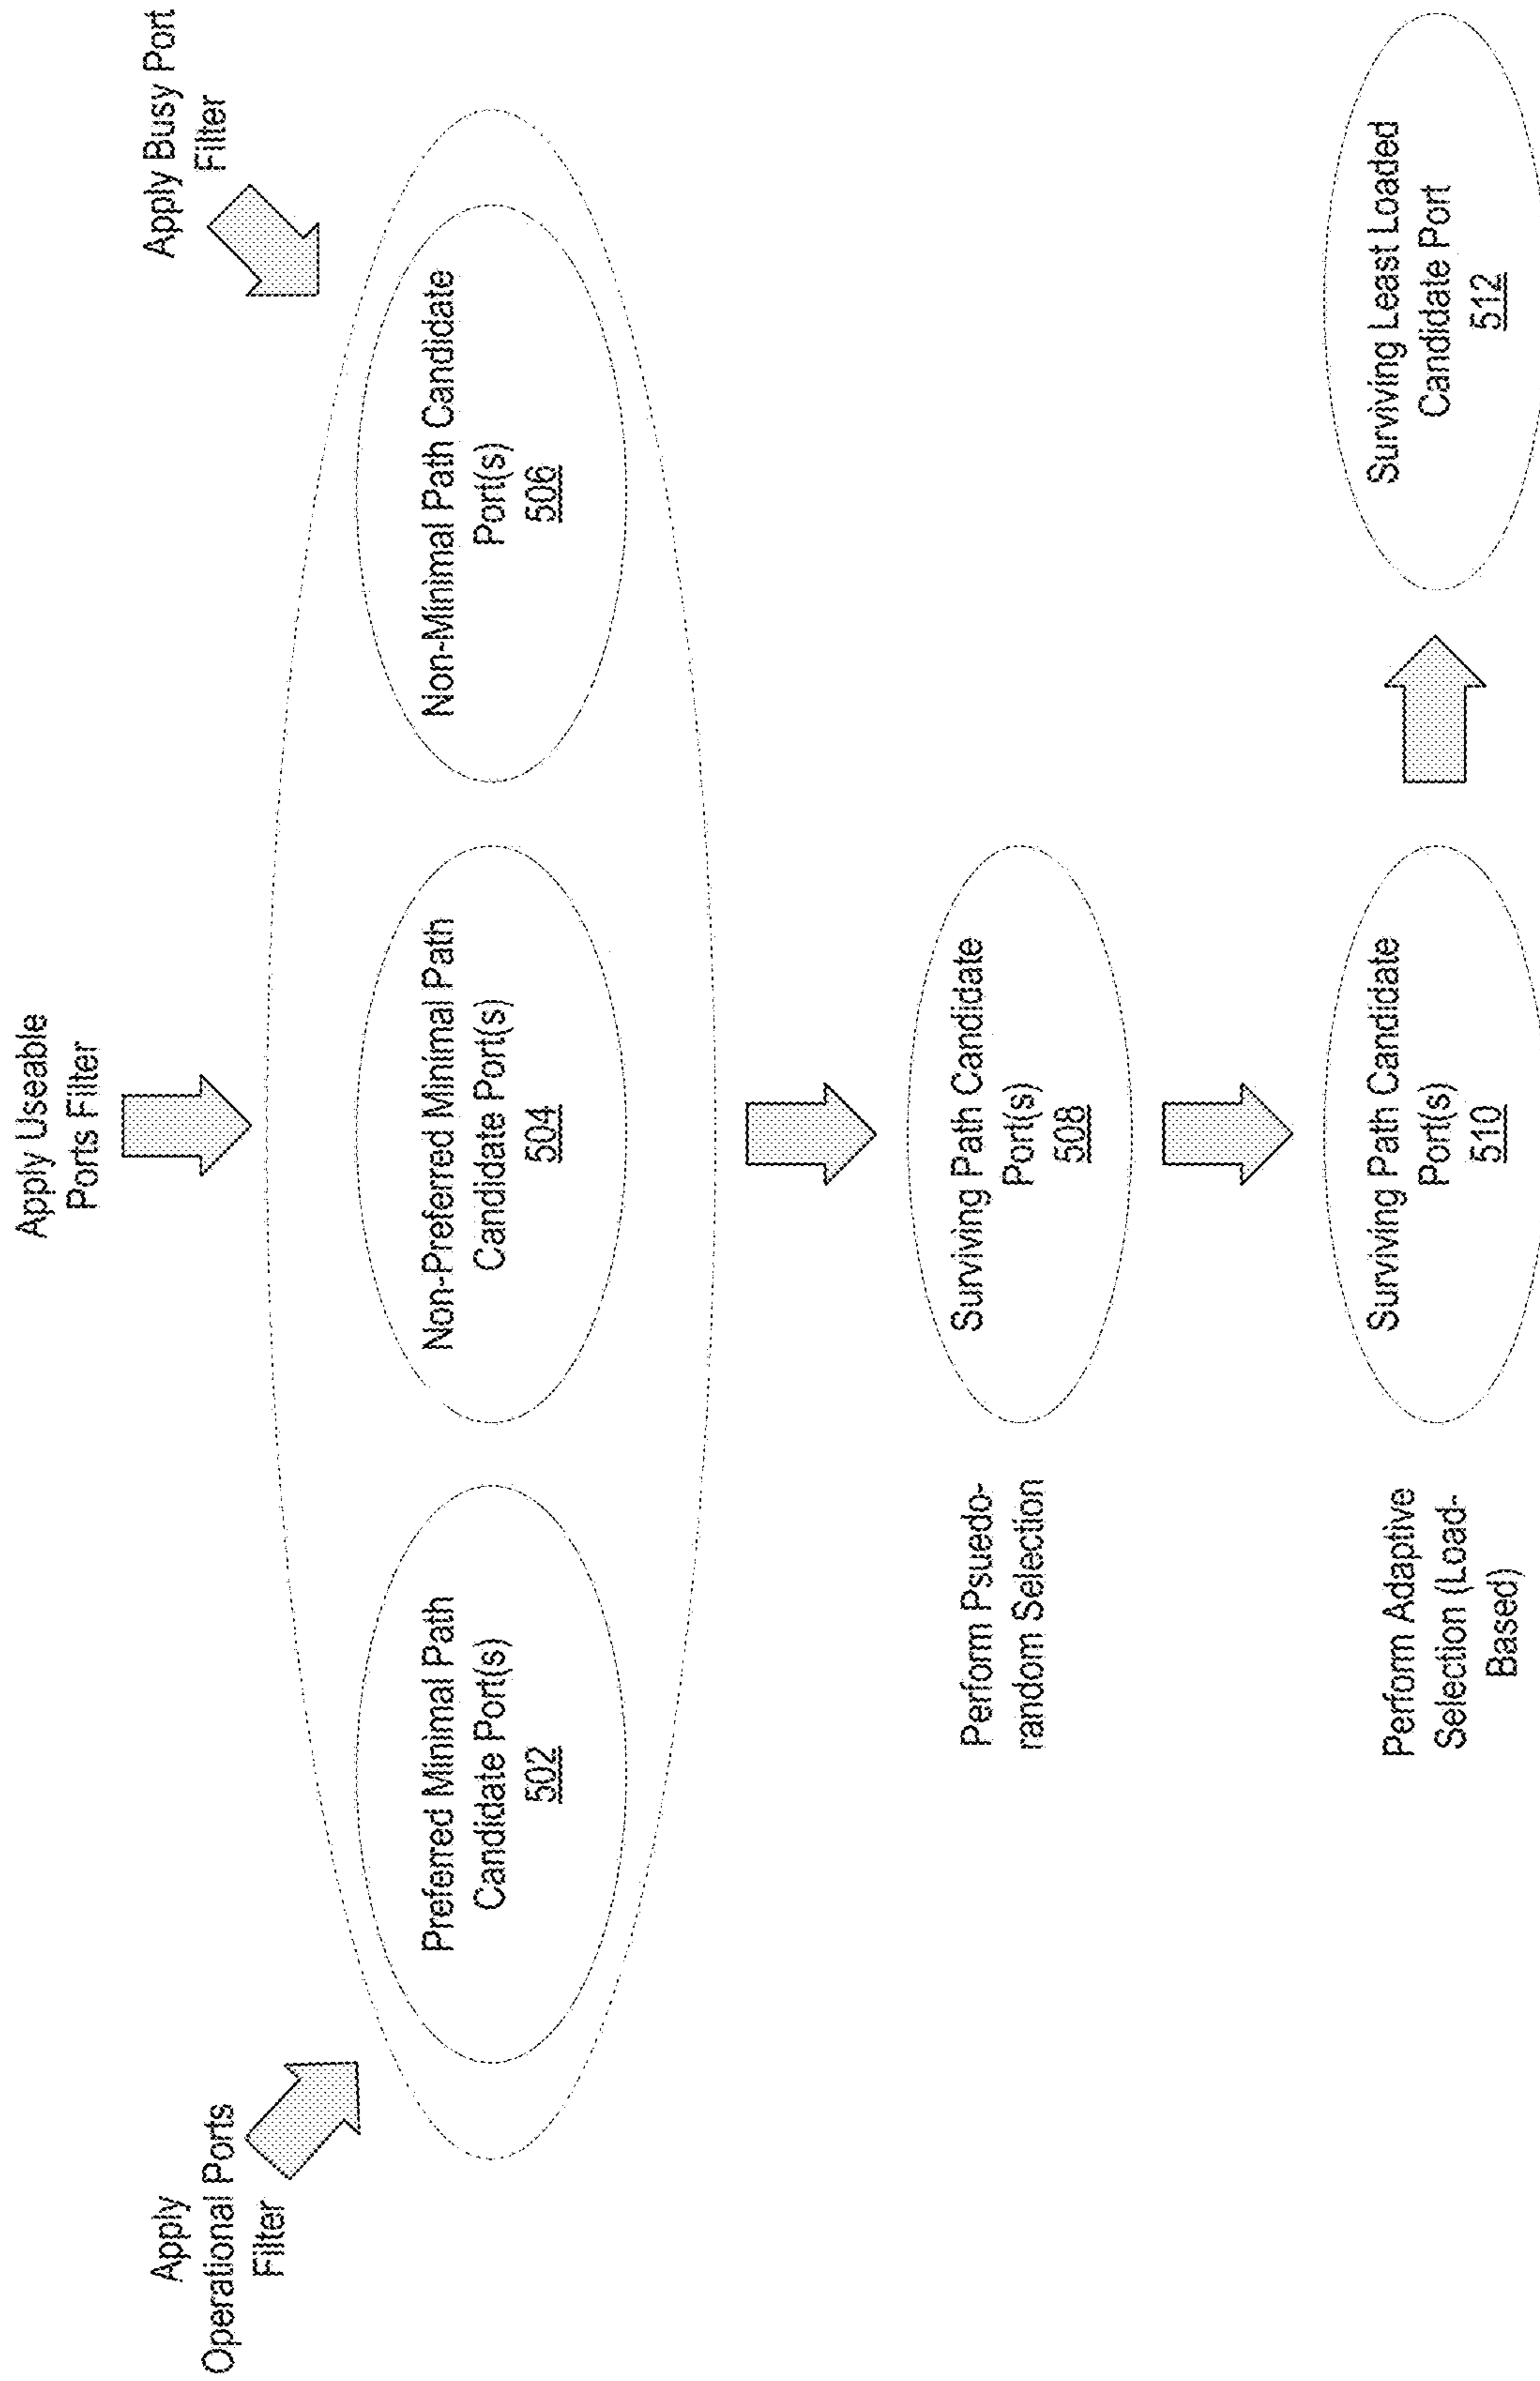 Apply Useable
Ports Filter
Apply
Operational Ports
Filter
Apply Busy Port
Filter
Preferred Minimal Path
Candidate Port(s)
502
Non-Preferred Minimal Path
Candidate Port(s)
504
Non-Minimal Path Candidate
Port(s)
506
Perform Psuedo-
random Selection
Surviving Path Candidate
Port(s)
508
Perform Adaptive
Selection (Load-
Based)
Surviving Path Candidate
Port(s)
510
Surviving Least Loaded
Candidate Port
512